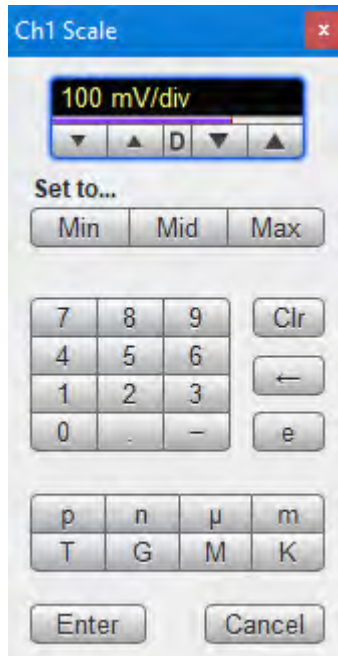 Ch1 Scale x
100 mV/div
D
Set to...
Min Mid Max
7 8 9 Clr
4 5 6 ←
1 2 3
0 . – e
p n µ m
T G M K
Enter Cancel